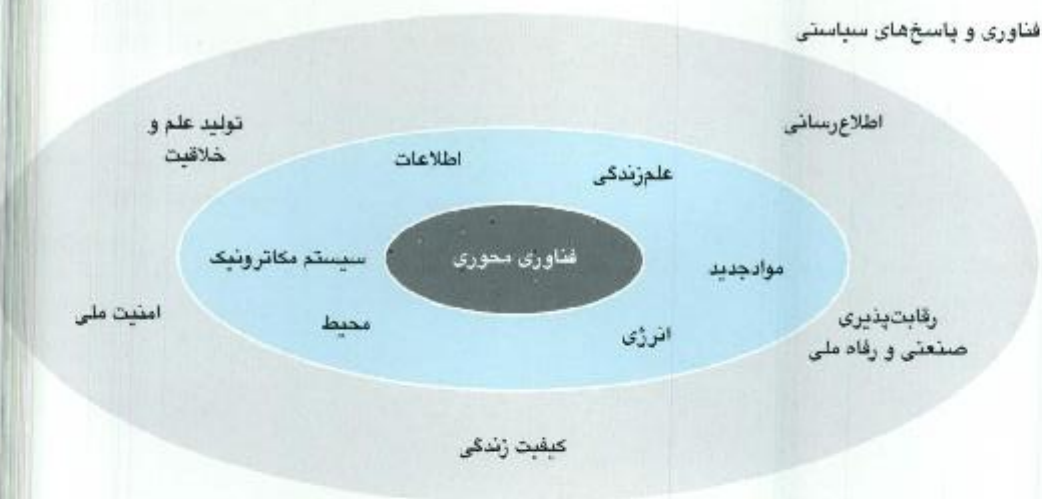 فناوری و پاسخ‌های سیاستی
اطلاع‌رسانی
تولید علم و
خلاقیت
اطلاعات
علم‌زندگی
سیستم مکاترونیک
فناوری محوری
موادجدید
امنیت ملی
محیط
انرژی
رقابت‌پذیری
صنعتی و رفاه ملی
کیفیت زندگی